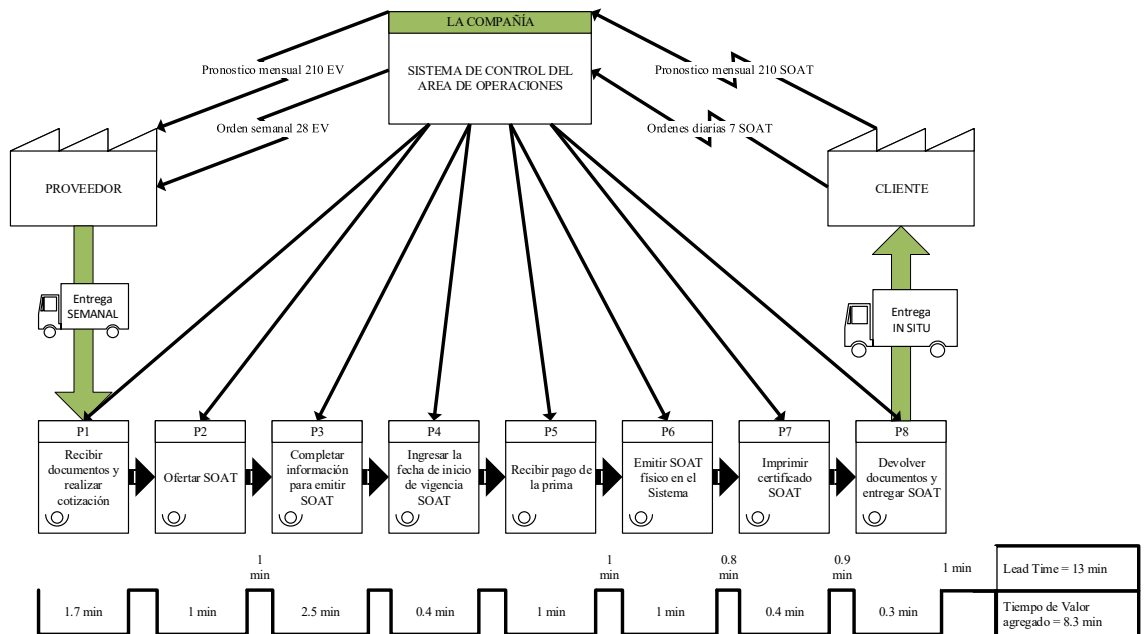 LA COMPAÑÍA
SISTEMA DE CONTROL DEL
AREA DE OPERACIONES
Pronostico mensual 210 EV
Orden semanal 28 EV
Pronostico mensual 210 SOAT
Ordenes diarias 7 SOAT
PROVEEDOR
CLIENTE
Entrega
SEMANAL
Entrega
IN SITU
P1
Recibir
documentos y
realizar
cotización
P2
Ofertar SOAT
P3
Completar
información
para emitir
SOAT
P4
Ingresar la
fecha de inicio
de vigencia
SOAT
P5
Recibir pago de
la prima
P6
Emitir SOAT
físico en el
Sistema
P7
Imprimir
certificado
SOAT
P8
Devolver
documentos y
entregar SOAT
1
min
1
min
0.8
min
0.9
min
1 min
Lead Time = 13 min
1.7 min
1 min
2.5 min
0.4 min
1 min
1 min
0.4 min
0.3 min
Tiempo de Valor
agregado = 8.3 min